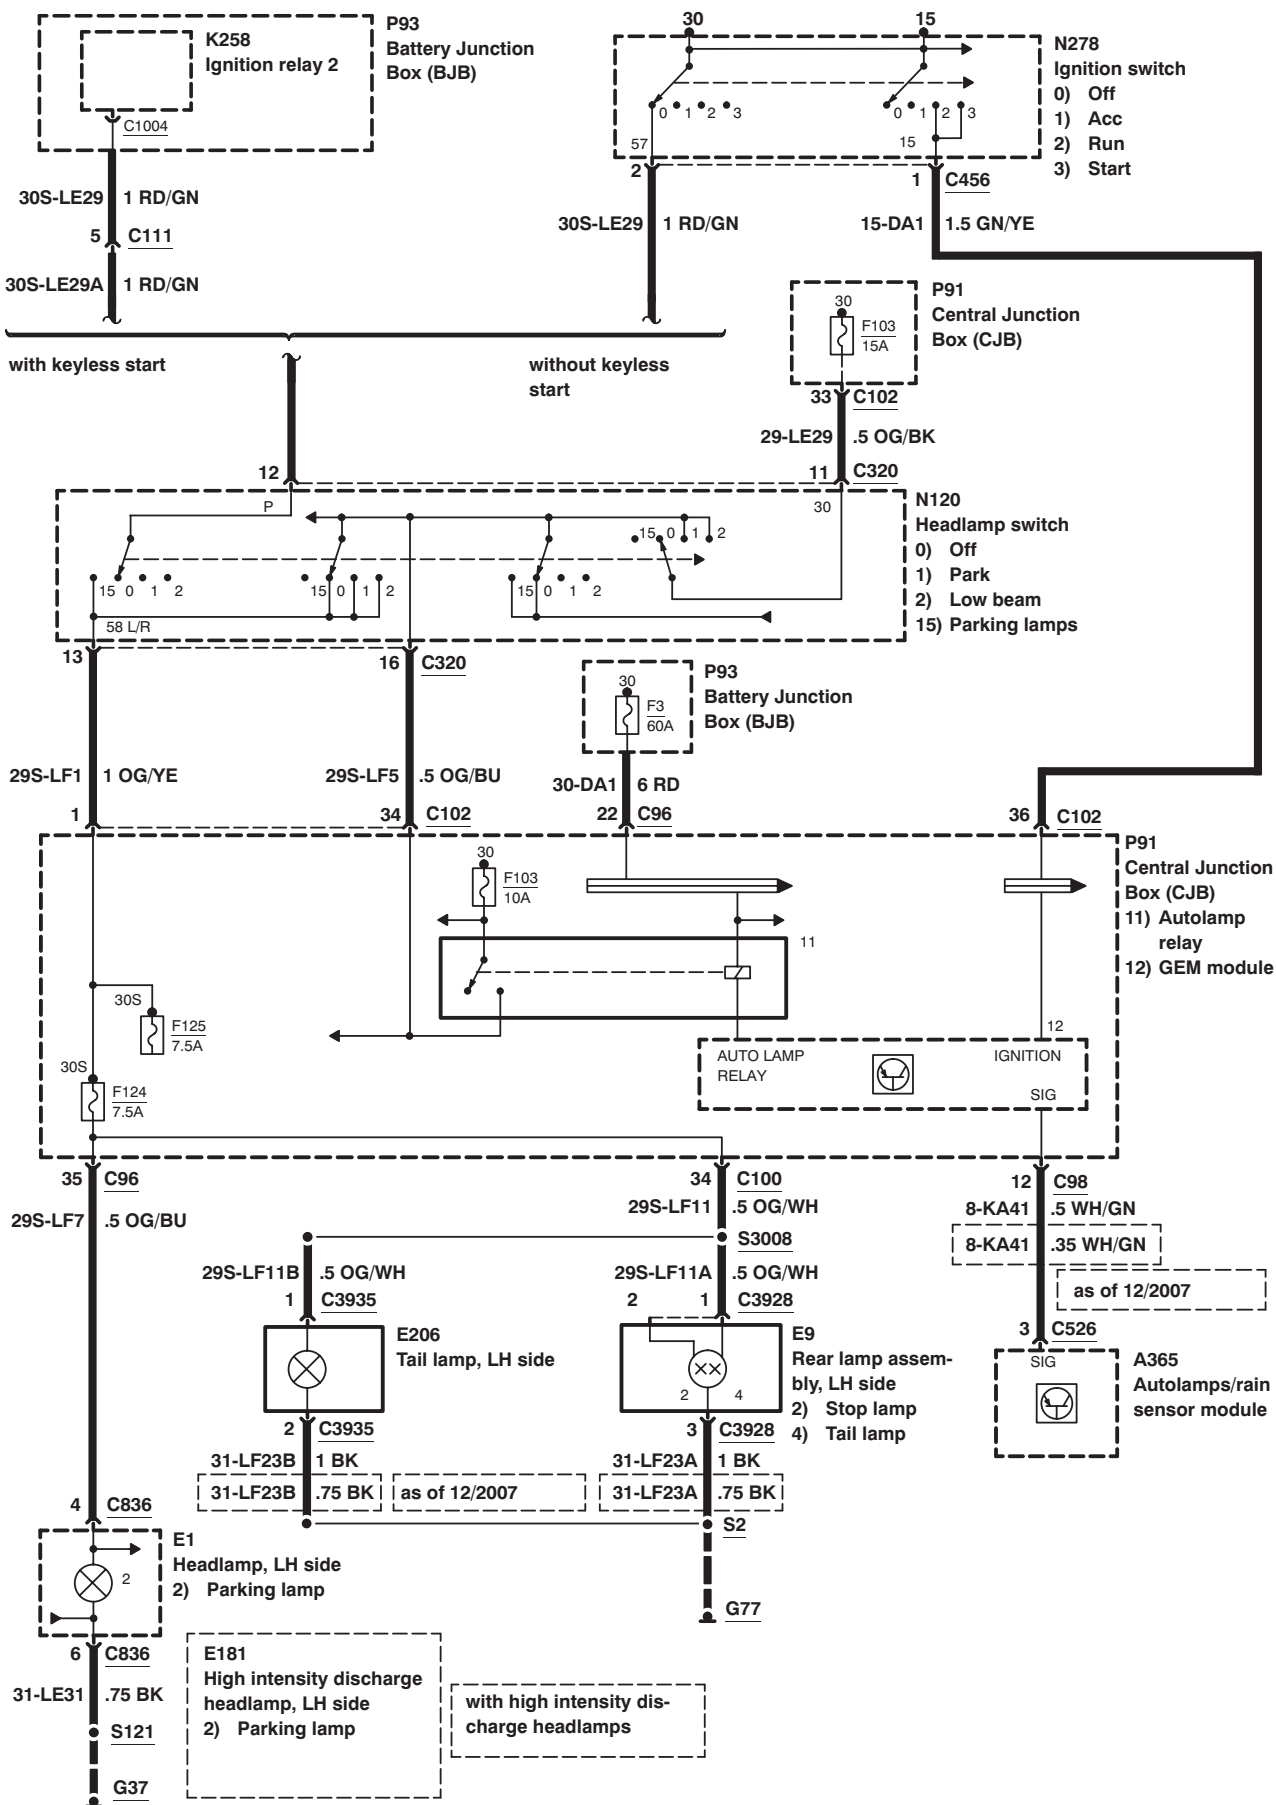 K258
Ignition relay 2
C1004
P93
Battery Junction
Box (BJB)
30
15
0 1 2 3
0 1 2 3
57
15
N278
Ignition switch
0) Off
1) Acc
2) Run
3) Start
2
1 C456
30S-LE29 1 RD/GN
5 C111
30S-LE29A 1 RD/GN
30S-LE29 1 RD/GN
15-DA1 1.5 GN/YE
with keyless start
without keyless
start
30
F103
15A
P91
Central Junction
Box (CJB)
33 C102
29-LE29 .5 OG/BK
12
11 C320
P
30
15 0 1 2
15 0 1 2
15 0 1 2
15 0 1 2
58 L/R
N120
Headlamp switch
0) Off
1) Park
2) Low beam
15) Parking lamps
13
16 C320
30
F3
60A
P93
Battery Junction
Box (BJB)
29S-LF1 1 OG/YE
29S-LF5 .5 OG/BU
30-DA1 6 RD
1
34 C102
22 C96
36 C102
P91
Central Junction
Box (CJB)
11) Autolamp
relay
12) GEM module
30
F103
10A
11
30S
F125
7.5A
30S
F124
7.5A
12
AUTO LAMP
RELAY
IGNITION
SIG
35 C96
34 C100
12 C98
29S-LF7 .5 OG/BU
29S-LF11 .5 OG/WH
8-KA41 .5 WH/GN
S3008
8-KA41 .35 WH/GN
29S-LF11B .5 OG/WH
29S-LF11A .5 OG/WH
as of 12/2007
1 C3935
2 1 C3928
3 C526
E206
Tail lamp, LH side
2 4
E9
Rear lamp assem-
bly, LH side
2) Stop lamp
4) Tail lamp
SIG
A365
Autolamps/rain
sensor module
2 C3935
3 C3928
31-LF23B 1 BK
31-LF23A 1 BK
31-LF23B .75 BK
as of 12/2007
31-LF23A .75 BK
4 C836
S2
E1
Headlamp, LH side
2) Parking lamp
2
G77
6 C836
31-LE31 .75 BK
S121
G37
E181
High intensity discharge
headlamp, LH side
2) Parking lamp
with high intensity dis-
charge headlamps